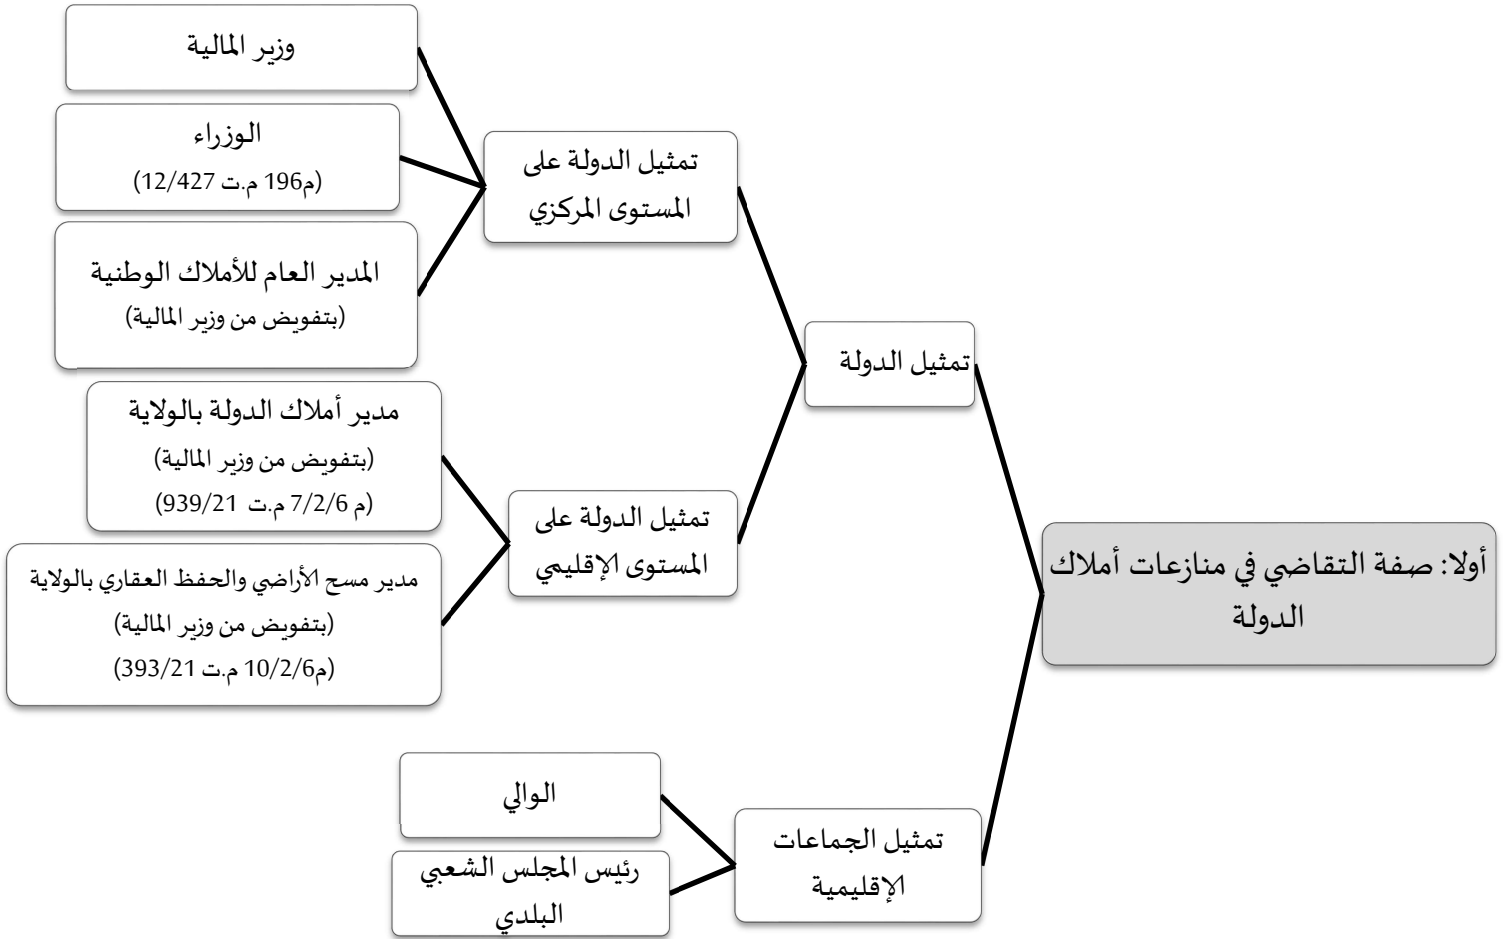 أولا: صفة التقاضي في منازعات أملاك
الدولة
تمثيل الدولة
تمثيل الدولة على
المستوى المركزي
وزير المالية
الوزراء
(م196 م.ت 12/427)
المدير العام للأملاك الوطنية
(بتفويض من وزير المالية)
تمثيل الدولة على
المستوى الإقليمي
مدير أملاك الدولة بالولاية
(بتفويض من وزير المالية)
(م 7/2/6 م.ت 939/21)
مدير مسح الأراضي والحفظ العقاري بالولاية
(بتفويض من وزير المالية)
(م10/2/6 م.ت 393/21)
تمثيل الجماعات
الإقليمية
الوالي
رئيس المجلس الشعبي
البلدي